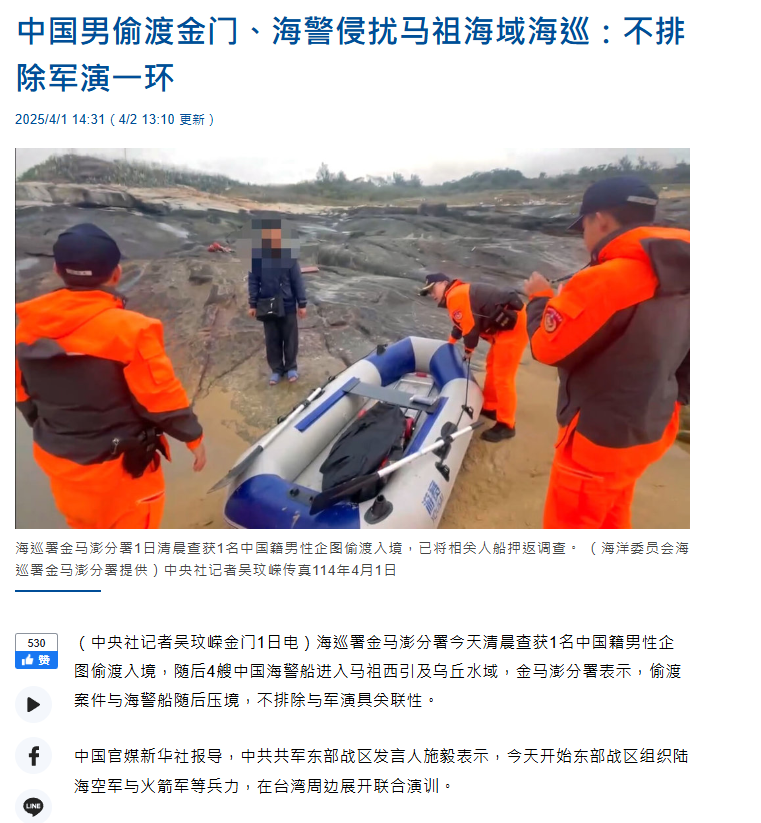 中国男偷渡金门、海警侵扰马祖海域海巡：不排
除军演一环
2025/4/1 14:31（4/2 13:10 更新）
海巡署金马澎分署1日清晨查获1名中国籍男性企图偷渡入境，已将相关人船押返调查。（海洋委员会海
巡署金马澎分署提供）中央社记者吴玟嵘传真114年4月1日
530
赞
（中央社记者吴玟嵘金门1日电）海巡署金马澎分署今天清晨查获1名中国籍男性企
图偷渡入境，随后4艘中国海警船进入马祖西引及乌丘水域，金马澎分署表示，偷渡
案件与海警船随后压境，不排除与军演具关联性。
中国官媒新华社报导，中共共军东部战区发言人施毅表示，今天开始东部战区组织陆
海空军与火箭军等兵力，在台湾周边展开联合演训。
LINE